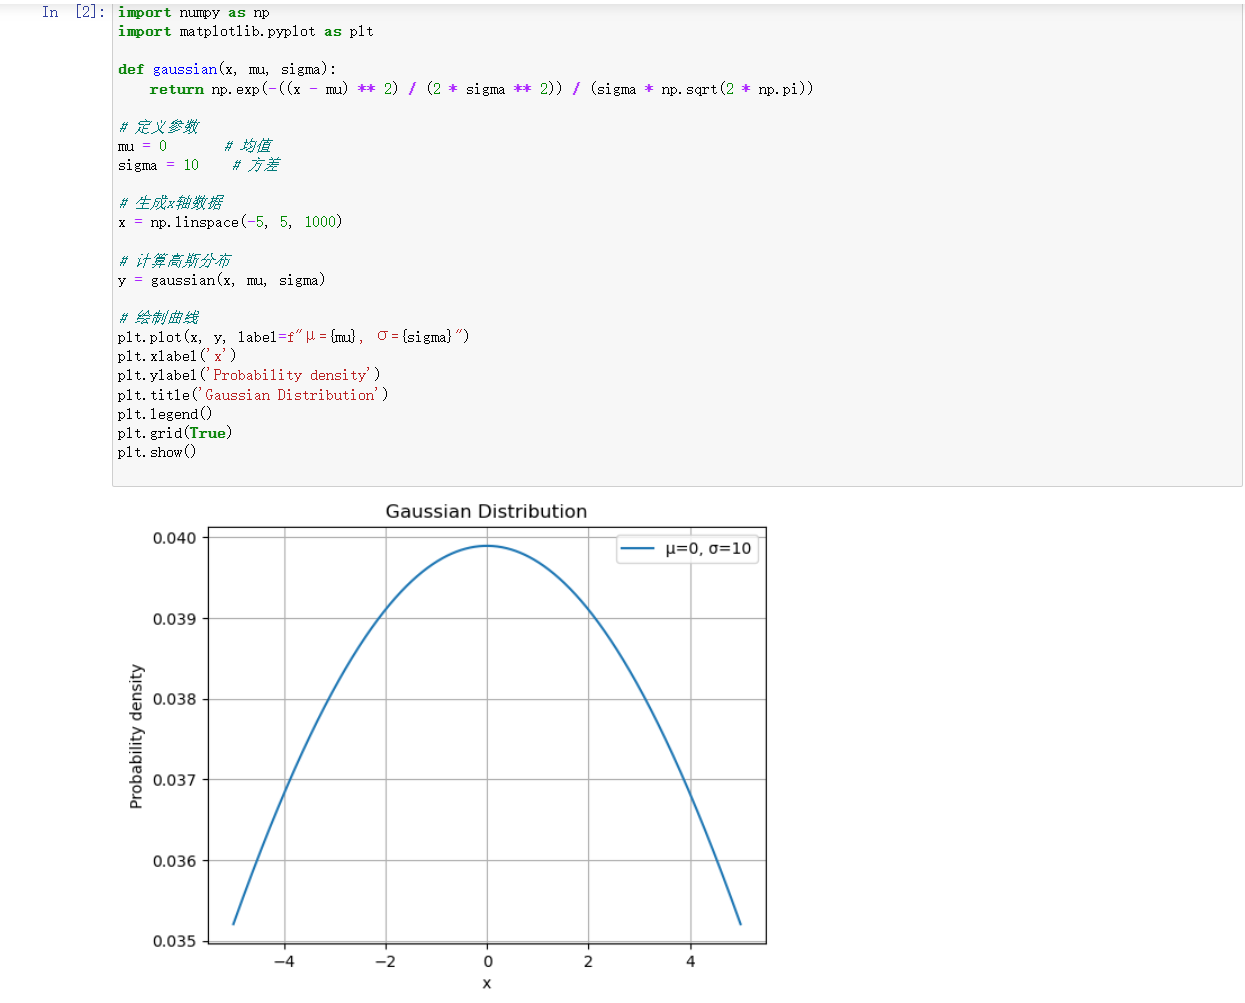 In [2]:
import numpy as np
import matplotlib.pyplot as plt
def gaussian(x, mu, sigma):
    return np.exp(-((x - mu) ** 2) / (2 * sigma ** 2)) / (sigma * np.sqrt(2 * np.pi))
# 定义参数
mu = 0       # 均值
sigma = 10    # 方差
# 生成x轴数据
x = np.linspace(-5, 5, 1000)
# 计算高斯分布
y = gaussian(x, mu, sigma)
# 绘制曲线
plt.plot(x, y, label=f"μ={mu}, σ={sigma}")
plt.xlabel('x')
plt.ylabel('Probability density')
plt.title('Gaussian Distribution')
plt.legend()
plt.grid(True)
plt.show()
Gaussian Distribution
μ=0, σ=10
0.040
0.039
0.038
0.037
0.036
0.035
Probability density
−4 −2 0 2 4
x